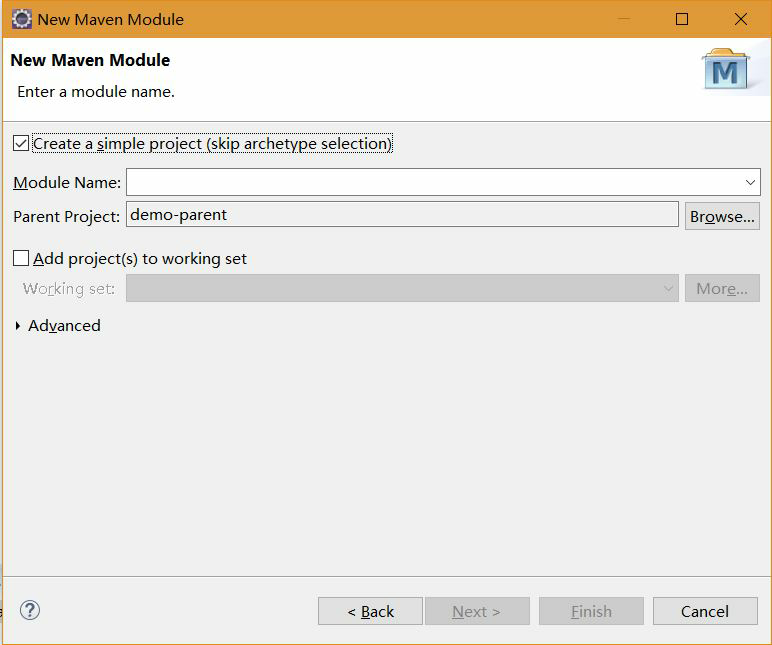 New Maven Module
New Maven Module
Enter a module name.
M
Create a simple project (skip archetype selection)
Module Name:
Parent Project: demo-parent Browse...
Add project(s) to working set
Working set: More...
Advanced
? < Back Next > Finish Cancel